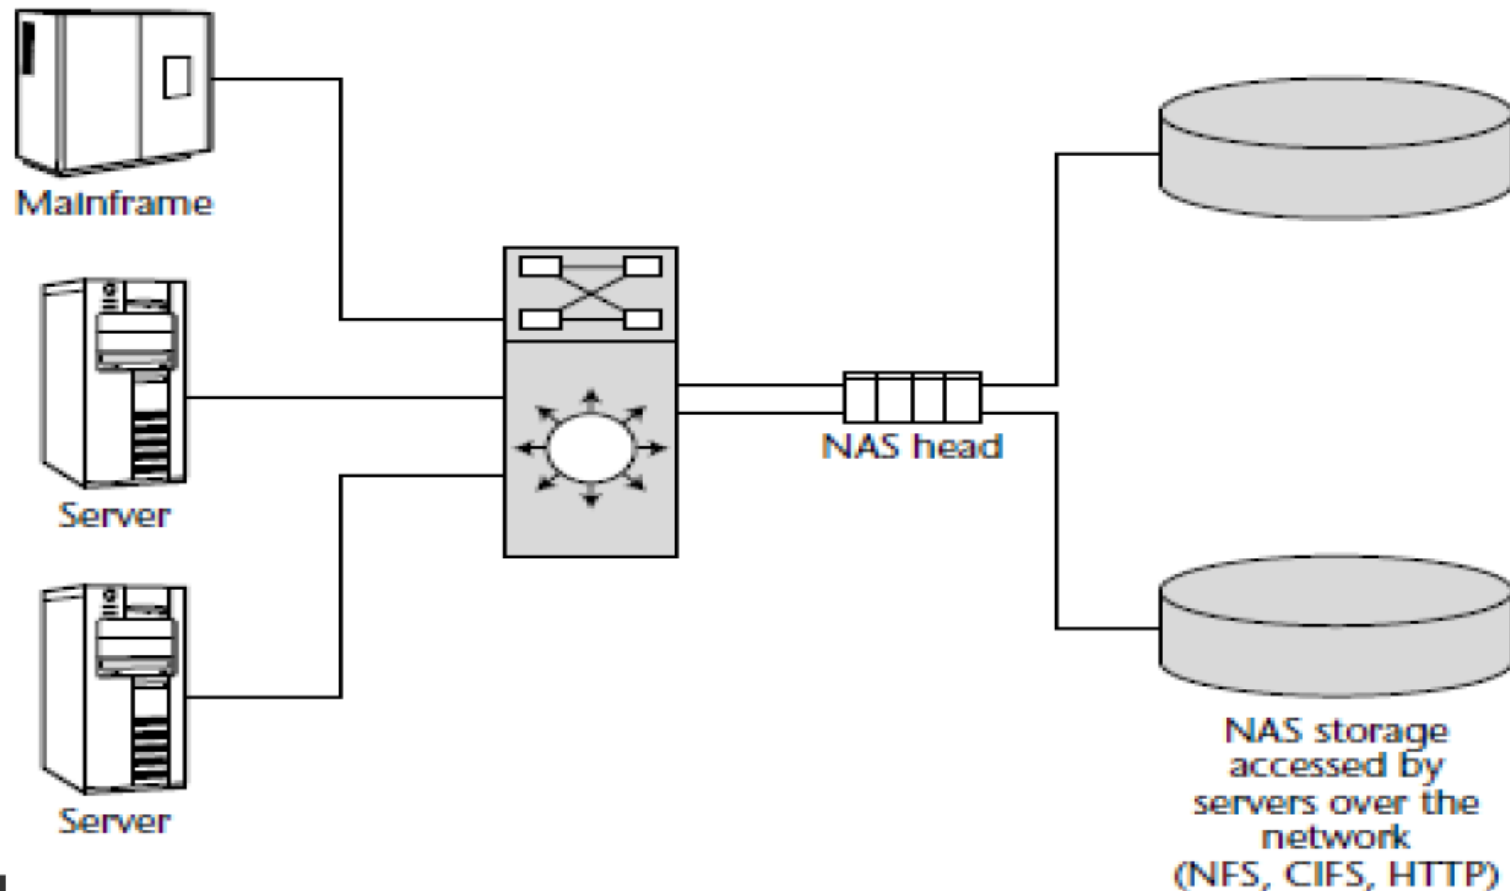 Mainframe
Server
NAS head
Server
NAS storage
accessed by
servers over the
network
(NFS, CIFS, HTTP)